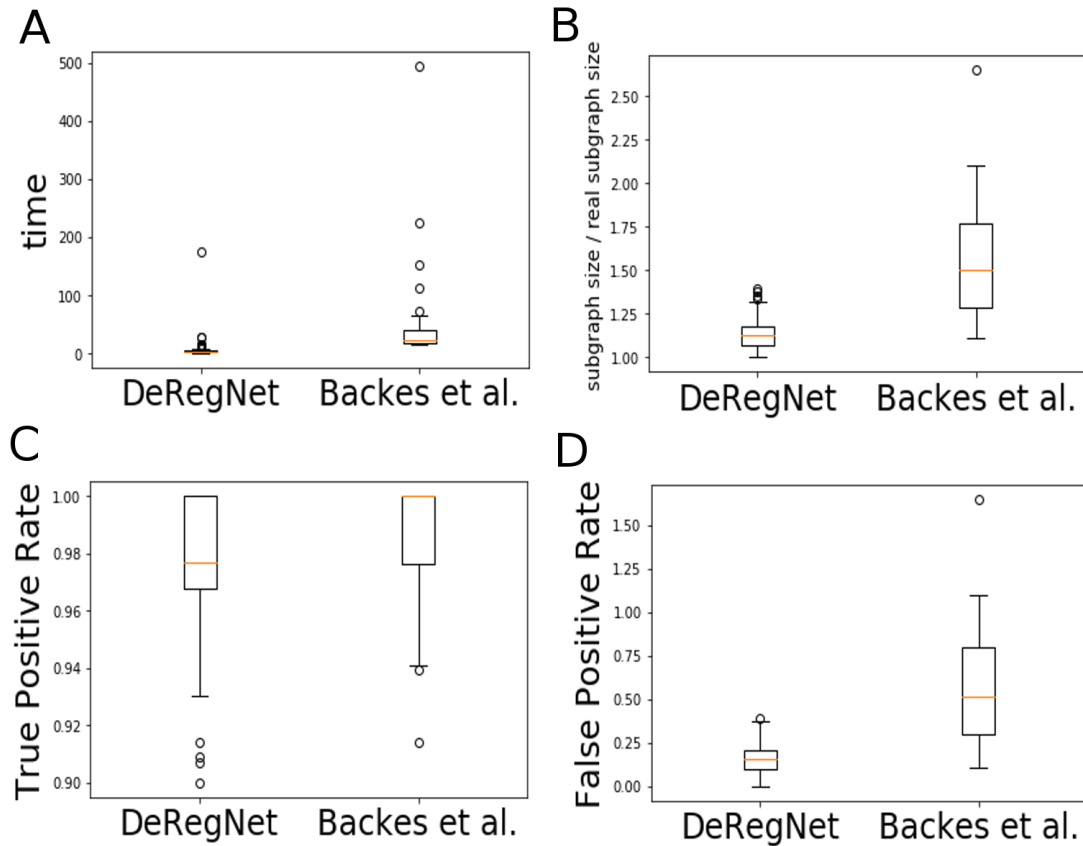 A
time
500
400
300
200
100
0
DeRegNet
Backes et al.
B
subgraph size / real subgraph size
2.50
2.25
2.00
1.75
1.50
1.25
1.00
DeRegNet
Backes et al.
C
True Positive Rate
1.00
0.98
0.96
0.94
0.92
0.90
DeRegNet
Backes et al.
D
False Positive Rate
1.50
1.25
1.00
0.75
0.50
0.25
0.00
DeRegNet
Backes et al.